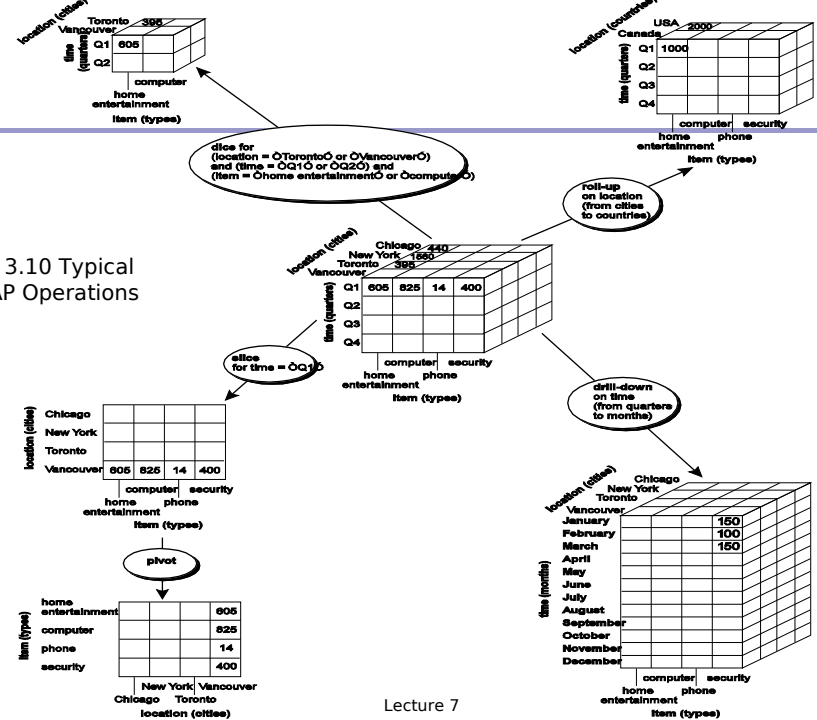 location (cities)
Toronto 395
Vancouver
time (quarters)
Q1 605
Q2
computer
home
entertainment
item (types)
location (countries)
USA 2000
Canada
time (quarters)
Q1 1000
Q2
Q3
Q4
computer security
home phone
entertainment
item (types)
dice for
(location = ÒTorontoÓ or ÒVancouverÓ)
and (time = ÒQ1Ó or ÒQ2Ó) and
(item = Òhome entertainmentÓ or ÒcomputerÓ)
roll-up
on location
(from cities
to countries)
3.10 Typical
AP Operations
location (cities)
Chicago 440
New York 1560
Toronto 395
Vancouver
time (quarters)
Q1 605 825 14 400
Q2
Q3
Q4
computer security
home phone
entertainment
item (types)
slice
for time = ÒQ1Ó
drill-down
on time
(from quarters
to months)
location (cities)
Chicago
New York
Toronto
Vancouver 605 825 14 400
computer security
home phone
entertainment
item (types)
pivot
item (types)
home
entertainment 605
computer 825
phone 14
security 400
New York Vancouver
Chicago Toronto
location (cities)
location (cities)
Chicago
New York
Toronto
Vancouver
time (months)
January 150
February 100
March 150
April
May
June
July
August
September
October
November
December
computer security
home phone
entertainment
item (types)
Lecture 7